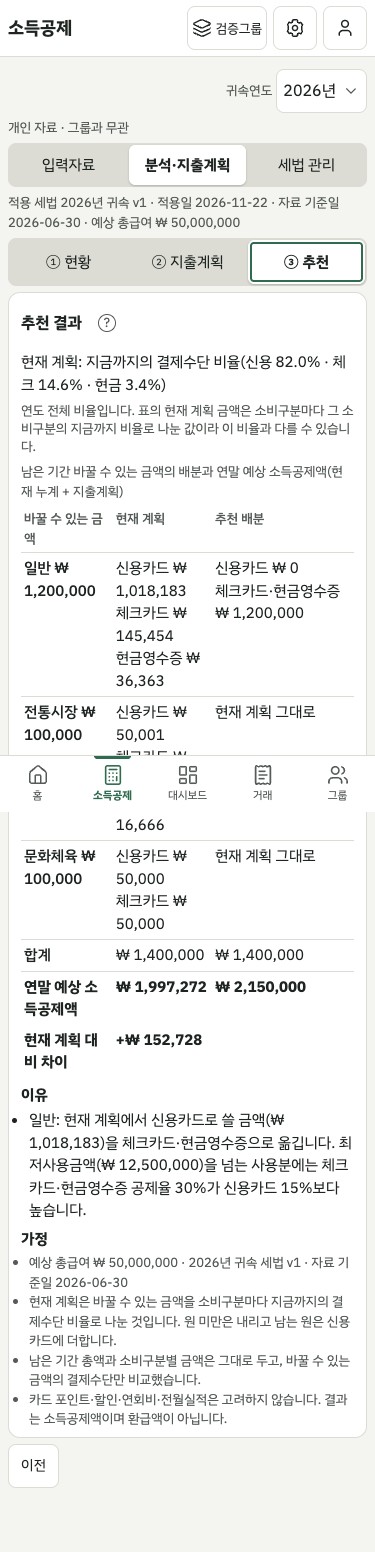 소득공제
검증그룹
귀속연도 2026년
개인 자료 · 그룹과 무관
입력자료 분석·지출계획 세법 관리
적용 세법 2026년 귀속 v1 · 적용일 2026-11-22 · 자료 기준일
2026-06-30 · 예상 총급여 ₩ 50,000,000
① 현황 ② 지출계획 ③ 추천
추천 결과 ?
현재 계획: 지금까지의 결제수단 비율(신용 82.0% · 체
크 14.6% · 현금 3.4%)
연도 전체 비율입니다. 표의 현재 계획 금액은 소비구분마다 그 소
비구분의 지금까지 비율로 나눈 값이라 이 비율과 다를 수 있습니
다.
남은 기간 바꿀 수 있는 금액의 배분과 연말 예상 소득공제액(현
재 누계 + 지출계획)
바꿀 수 있는 금 현재 계획 추천 배분
액
일반 ₩ 신용카드 ₩ 신용카드 ₩ 0
1,200,000 1,018,183 체크카드·현금영수증
체크카드 ₩ ₩ 1,200,000
145,454
현금영수증 ₩
36,363
전통시장 ₩ 신용카드 ₩ 현재 계획 그대로
100,000 50,001
홈 소득공제 대시보드 거래 그룹
16,666
문화체육 ₩ 신용카드 ₩ 현재 계획 그대로
100,000 50,000
체크카드 ₩
50,000
합계 ₩ 1,400,000 ₩ 1,400,000
연말 예상 소 ₩ 1,997,272 ₩ 2,150,000
득공제액
현재 계획 대 +₩ 152,728
비 차이
이유
• 일반: 현재 계획에서 신용카드로 쓸 금액(₩
1,018,183)을 체크카드·현금영수증으로 옮깁니다. 최
저사용금액(₩ 12,500,000)을 넘는 사용분에는 체크
카드·현금영수증 공제율 30%가 신용카드 15%보다
높습니다.
가정
• 예상 총급여 ₩ 50,000,000 · 2026년 귀속 세법 v1 · 자료 기
준일 2026-06-30
• 현재 계획은 바꿀 수 있는 금액을 소비구분마다 지금까지의 결
제수단 비율로 나눈 것입니다. 원 미만은 내리고 남는 원은 신용
카드에 더합니다.
• 남은 기간 총액과 소비구분별 금액은 그대로 두고, 바꿀 수 있는
금액의 결제수단만 비교했습니다.
• 카드 포인트·할인·연회비·전월실적은 고려하지 않습니다. 결과
는 소득공제액이며 환급액이 아닙니다.
이전